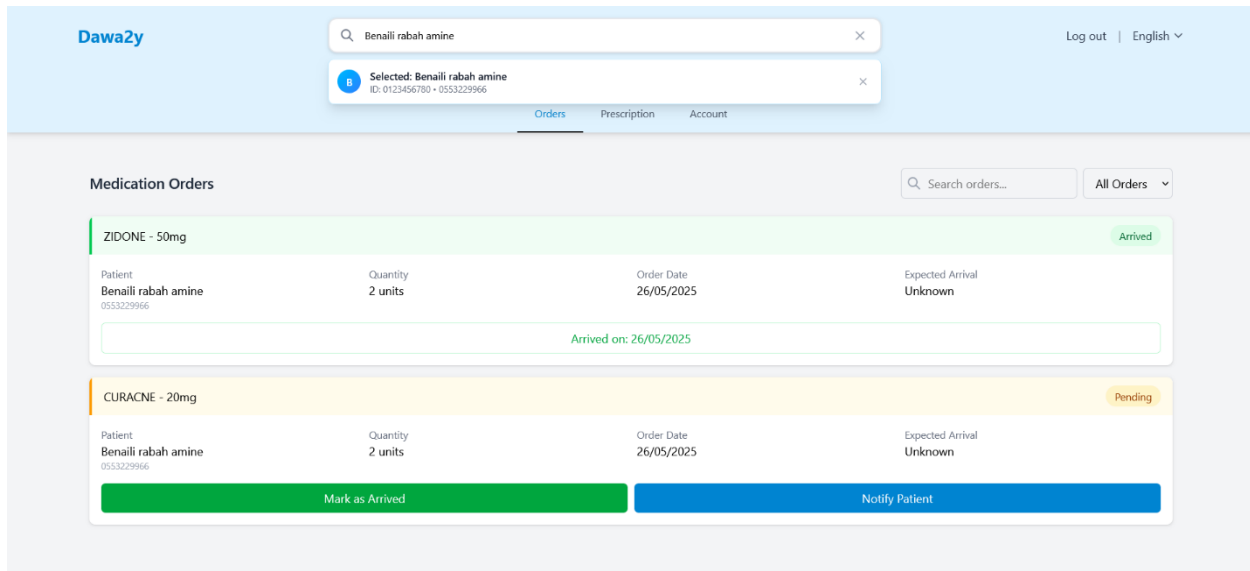 Dawa2y
Benaili rabah amine
Log out | English
B
Selected: Benaili rabah amine
ID: 0123456780 • 0553229966
Orders Prescription Account
Medication Orders
Search orders...
All Orders
ZIDONE - 50mg
Arrived
Patient Quantity Order Date Expected Arrival
Benaili rabah amine 2 units 26/05/2025 Unknown
0553229966
Arrived on: 26/05/2025
CURACNE - 20mg
Pending
Patient Quantity Order Date Expected Arrival
Benaili rabah amine 2 units 26/05/2025 Unknown
0553229966
Mark as Arrived
Notify Patient